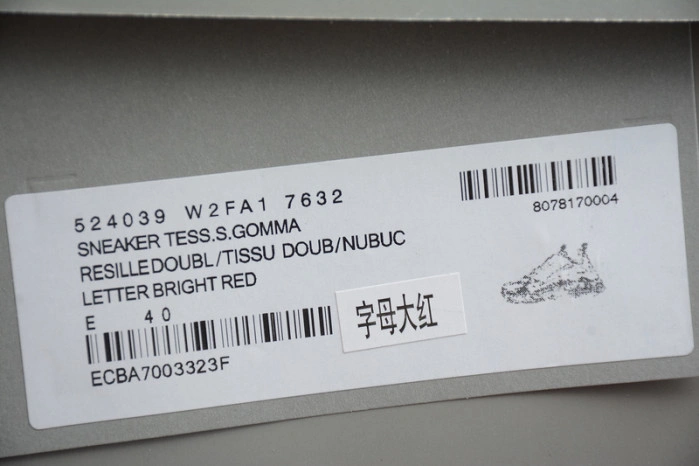 524039 W2FA1 7632
8078170004
SNEAKER TESS.S.GOMMA
RESILLE DOUBL/TISSU DOUB/NUBUC
LETTER BRIGHT RED
E 40
字母大红
ECBA7003323F